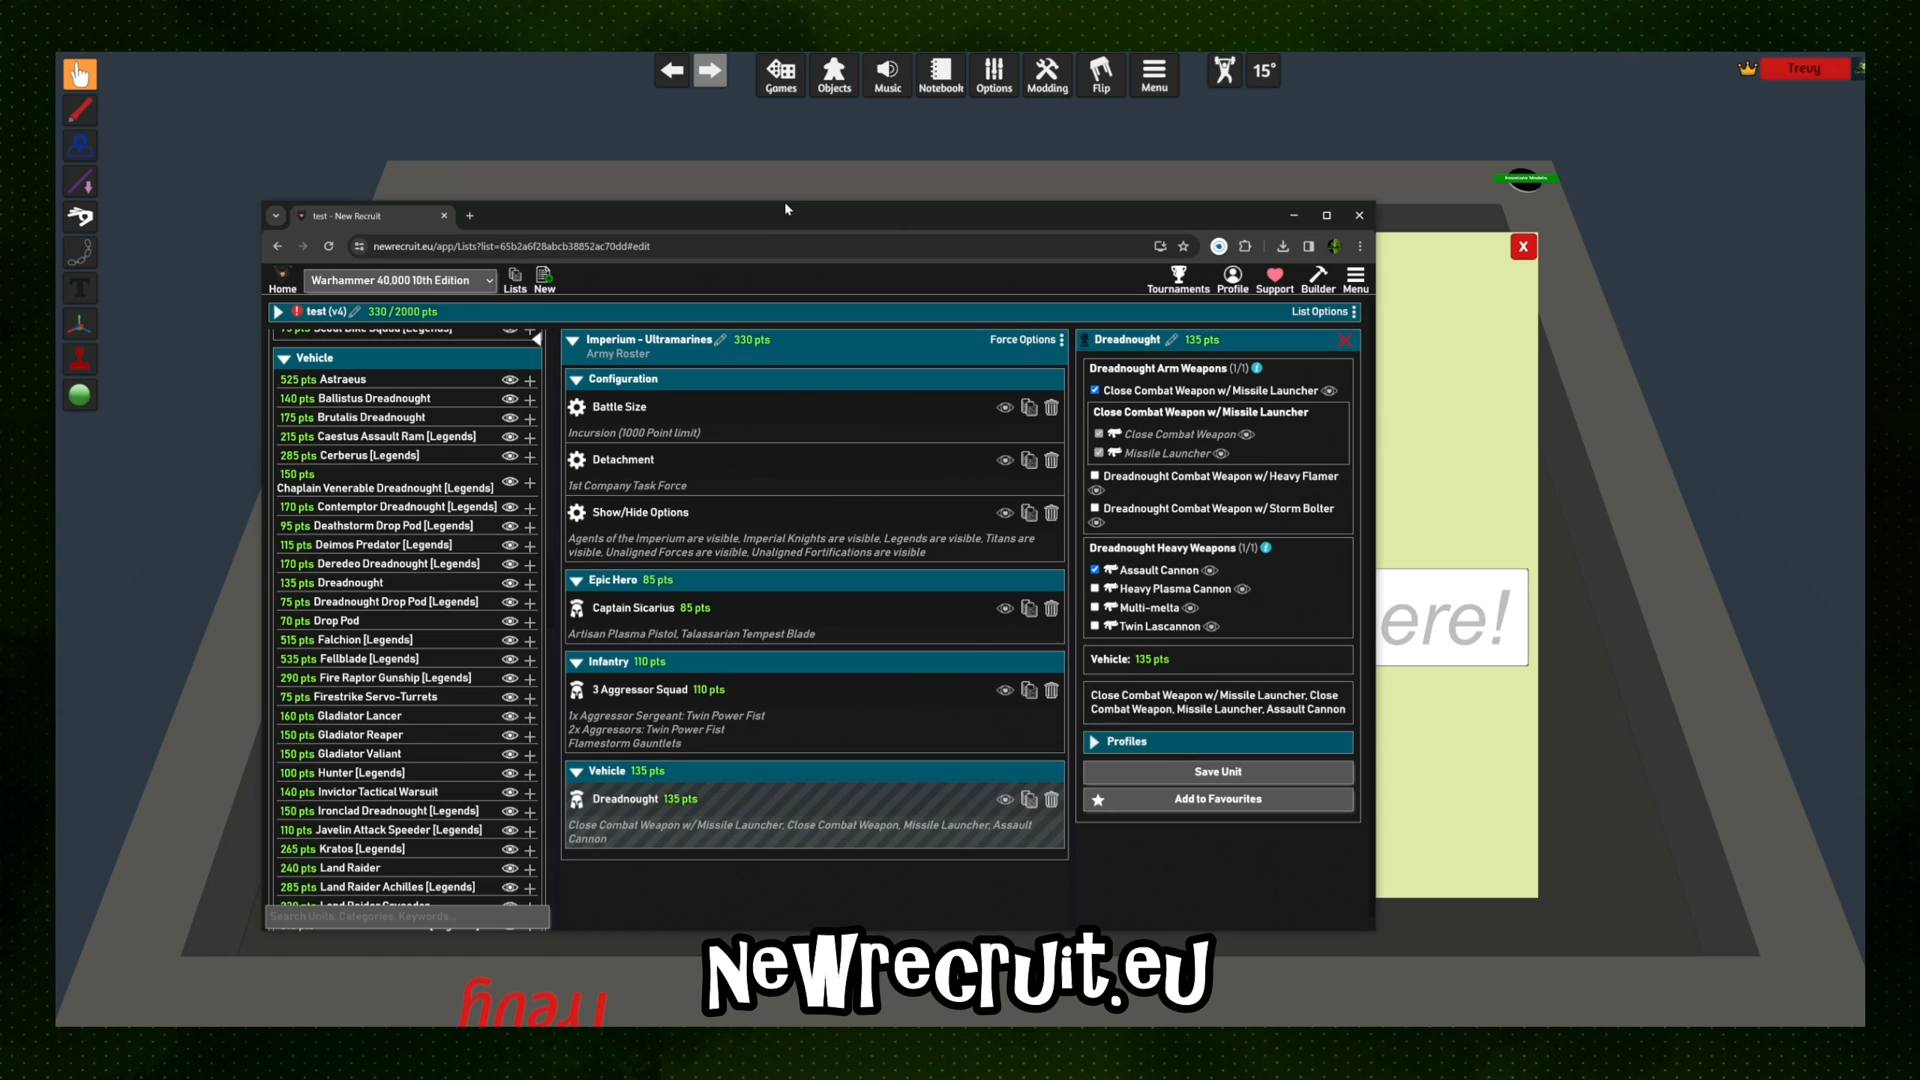 Games
Objects
Music
Notebook
Options
Modding
Flip
Menu
15°
Trevy
test - New Recruit
newrecruit.eu/app/Lists?list=65b2a6f28abcb38852ac70dd#edit
Home
Warhammer 40,000 10th Edition
Lists
New
Tournaments
Profile
Support
Builder
Menu
test (v4)
330 / 2000 pts
List Options
Vehicle
525 pts Astraeus
140 pts Ballistus Dreadnought
175 pts Brutalis Dreadnought
215 pts Caestus Assault Ram [Legends]
285 pts Cerberus [Legends]
150 pts
Chaplain Venerable Dreadnought [Legends]
170 pts Contemptor Dreadnought [Legends]
95 pts Deathstorm Drop Pod [Legends]
115 pts Deimos Predator [Legends]
170 pts Deredeo Dreadnought [Legends]
135 pts Dreadnought
75 pts Dreadnought Drop Pod [Legends]
70 pts Drop Pod
515 pts Falchion [Legends]
535 pts Fellblade [Legends]
290 pts Fire Raptor Gunship [Legends]
75 pts Firestrike Servo-Turrets
160 pts Gladiator Lancer
150 pts Gladiator Reaper
150 pts Gladiator Valiant
100 pts Hunter [Legends]
140 pts Invictor Tactical Warsuit
150 pts Ironclad Dreadnought [Legends]
110 pts Javelin Attack Speeder [Legends]
265 pts Kratos [Legends]
240 pts Land Raider
285 pts Land Raider Achilles [Legends]
Search Units, Categories, Keywords...
Imperium - Ultramarines
330 pts
Army Roster
Force Options
Configuration
Battle Size
Incursion (1000 Point limit)
Detachment
1st Company Task Force
Show/Hide Options
Agents of the Imperium are visible, Imperial Knights are visible, Legends are visible, Titans are
visible, Unaligned Forces are visible, Unaligned Fortifications are visible
Epic Hero 85 pts
Captain Sicarius 85 pts
Artisan Plasma Pistol, Talassarian Tempest Blade
Infantry 110 pts
3 Aggressor Squad 110 pts
1x Aggressor Sergeant: Twin Power Fist
2x Aggressors: Twin Power Fist
Flamestorm Gauntlets
Vehicle 135 pts
Dreadnought 135 pts
Close Combat Weapon w/ Missile Launcher, Close Combat Weapon, Missile Launcher, Assault
Cannon
Dreadnought
135 pts
Dreadnought Arm Weapons (1/1)
Close Combat Weapon w/ Missile Launcher
Close Combat Weapon w/ Missile Launcher
Close Combat Weapon
Missile Launcher
Dreadnought Combat Weapon w/ Heavy Flamer
Dreadnought Combat Weapon w/ Storm Bolter
Dreadnought Heavy Weapons (1/1)
Assault Cannon
Heavy Plasma Cannon
Multi-melta
Twin Lascannon
Vehicle: 135 pts
Close Combat Weapon w/ Missile Launcher, Close
Combat Weapon, Missile Launcher, Assault Cannon
Profiles
Save Unit
Add to Favourites
X
ere!
Trevy
Newrecruit.eu